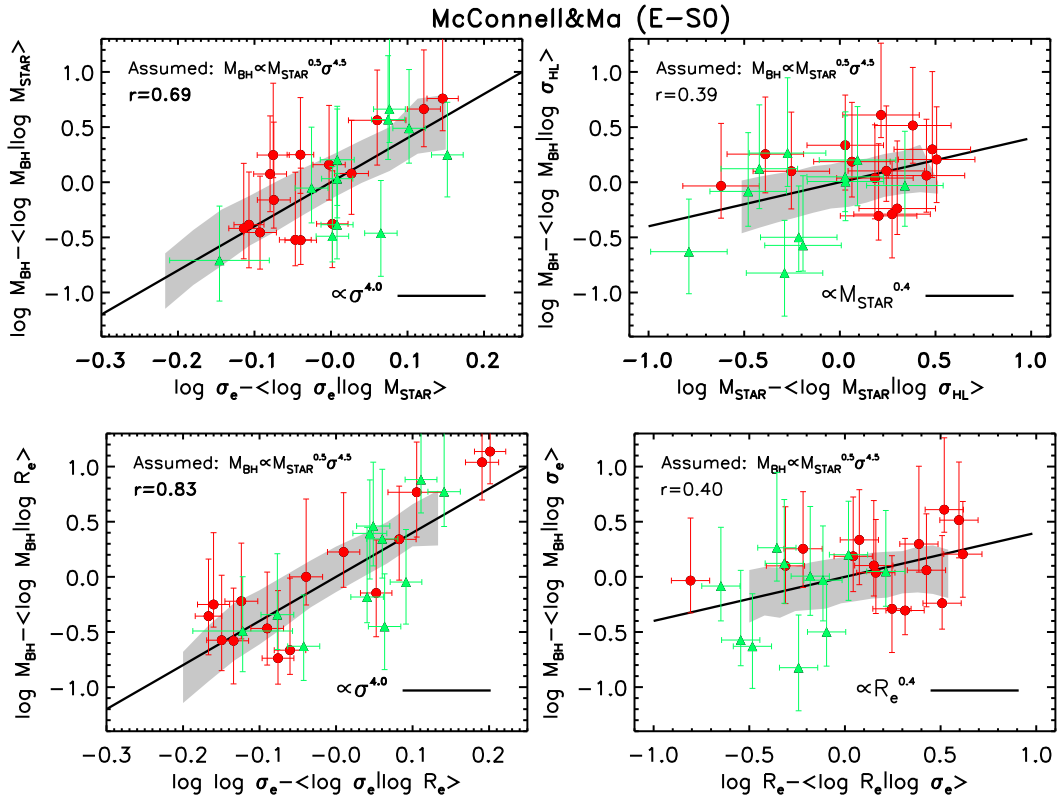 McConnell&Ma (E-S0)
log M_BH-<log M_BH|log M_STAR>
1.0
0.5
0.0
-0.5
-1.0
Assumed: M_BH∝M_STAR^0.5σ^4.5
r=0.69
∝σ^4.0
-0.3 -0.2 -0.1 -0.0 0.1 0.2
log σ_e-<log σ_e|log M_STAR>
log M_BH-<log M_BH|log σ_HL>
1.0
0.5
0.0
-0.5
-1.0
Assumed: M_BH∝M_STAR^0.5σ^4.5
r=0.39
∝M_STAR^0.4
-1.0 -0.5 0.0 0.5 1.0
log M_STAR-<log M_STAR|log σ_HL>
log M_BH-<log M_BH|log R_e>
1.0
0.5
0.0
-0.5
-1.0
Assumed: M_BH∝M_STAR^0.5σ^4.5
r=0.83
∝σ^4.0
-0.3 -0.2 -0.1 -0.0 0.1 0.2
log log σ_e-<log σ_e|log R_e>
log M_BH-<log M_BH|log σ_e>
1.0
0.5
0.0
-0.5
-1.0
Assumed: M_BH∝M_STAR^0.5σ^4.5
r=0.40
∝R_e^0.4
-1.0 -0.5 0.0 0.5 1.0
log R_e-<log R_e|log σ_e>